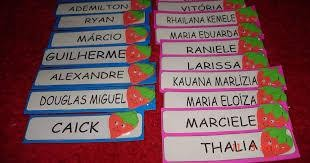 ADEMILTON
RYAN
MÁRCIO
GUILHERME
ALEXANDRE
DOUGLAS MIGUEL
CAICK
VITÓRIA
RHAILANA KEMELE
MARIA EDUARDA
RANIELE
LARISSA
KAUANA MARLÍZIA
MARIA ELOÍZA
MARCIELE
THALIA